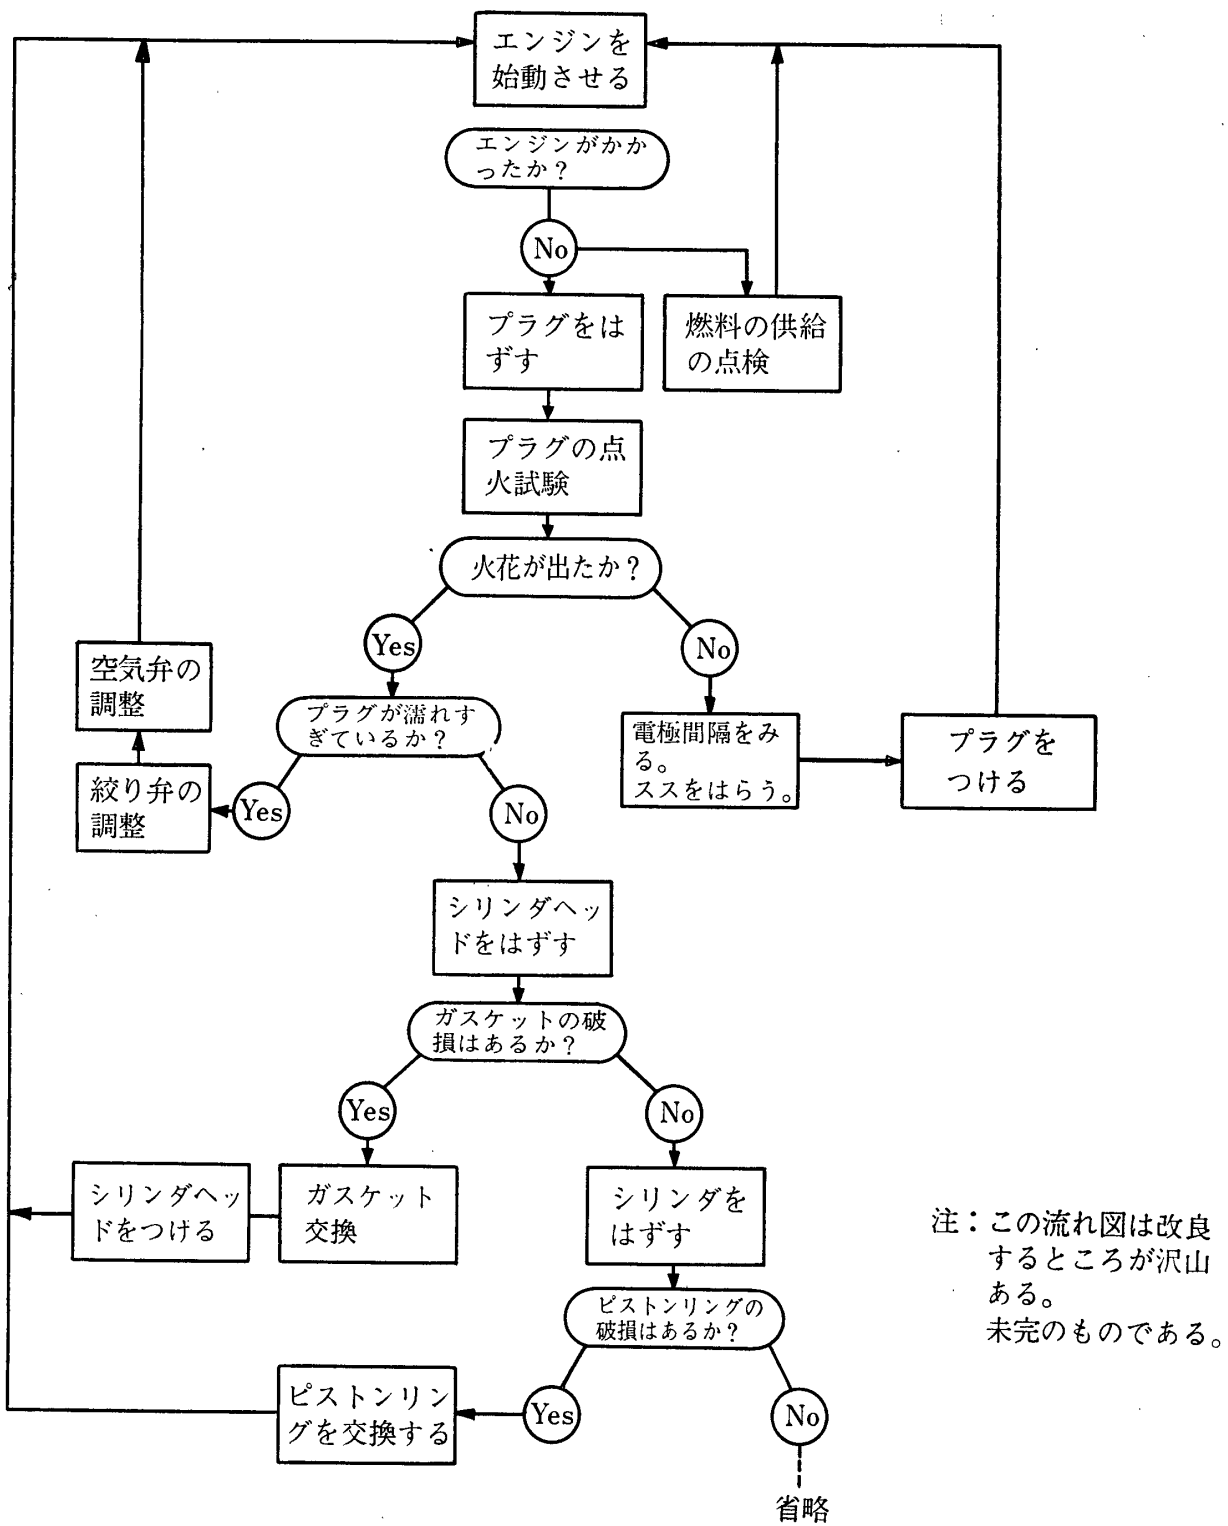 エンジンを
始動させる
エンジンがかか
ったか？
No
プラグをは
ずす
燃料の供給
の点検
プラグの点
火試験
火花が出たか？
Yes
No
空気弁の
調整
プラグが濡れす
ぎているか？
電極間隔をみ
る。
ススをはらう。
プラグを
つける
絞り弁の
調整
Yes
No
シリンダヘッ
ドをはずす
ガスケットの破
損はあるか？
Yes
No
シリンダヘッ
ドをつける
ガスケット
交換
シリンダを
はずす
注：この流れ図は改良
するところが沢山
ある。
未完のものである。
ピストンリングの
破損はあるか？
ピストンリン
グを交換する
Yes
No
省略